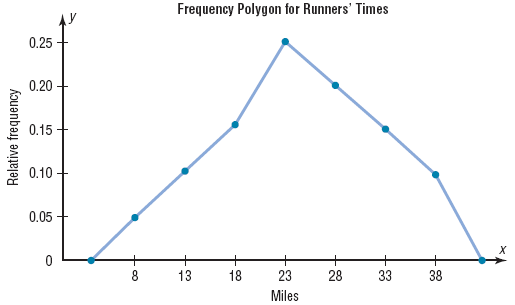 Frequency Polygon for Runners' Times
y
Relative frequency
0.25
0.20
0.15
0.10
0.05
0
x
8 13 18 23 28 33 38
Miles